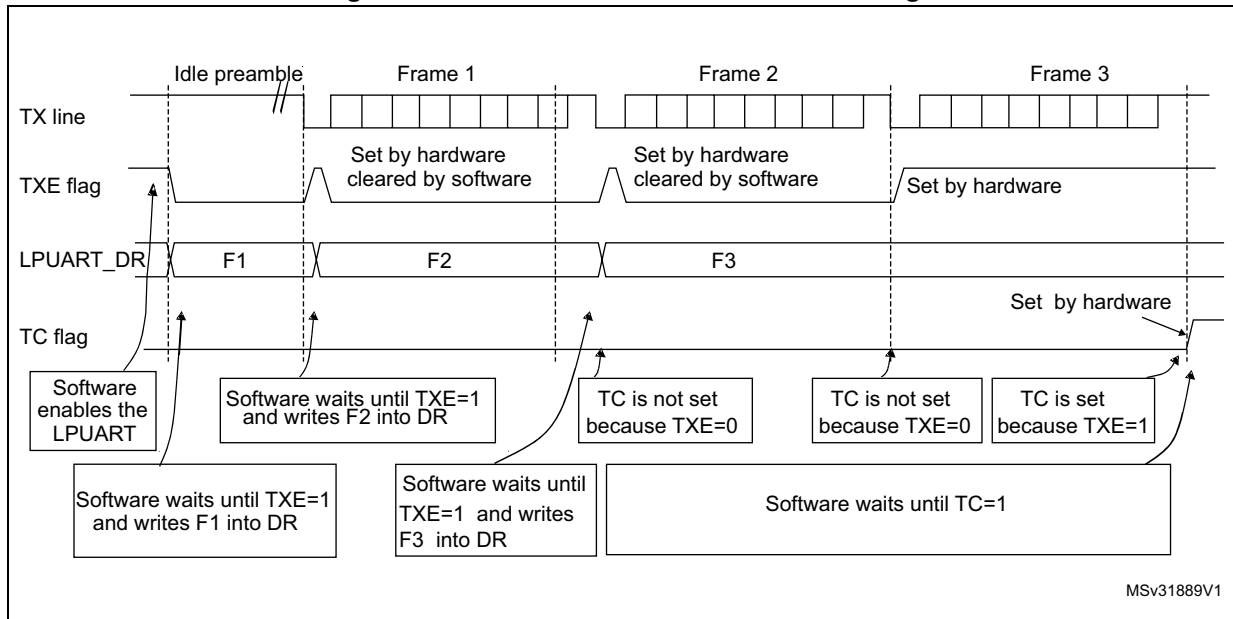 Idle preamble
Frame 1
Frame 2
Frame 3
TX line
Set by hardware
cleared by software
Set by hardware
cleared by software
TXE flag
Set by hardware
LPUART_DR
F1
F2
F3
Set by hardware
TC flag
Software
enables the
LPUART
Software waits until TXE=1
and writes F2 into DR
TC is not set
because TXE=0
TC is not set
because TXE=0
TC is set
because TXE=1
Software waits until TXE=1
and writes F1 into DR
Software waits until
TXE=1 and writes
F3 into DR
Software waits until TC=1
MSv31889V1